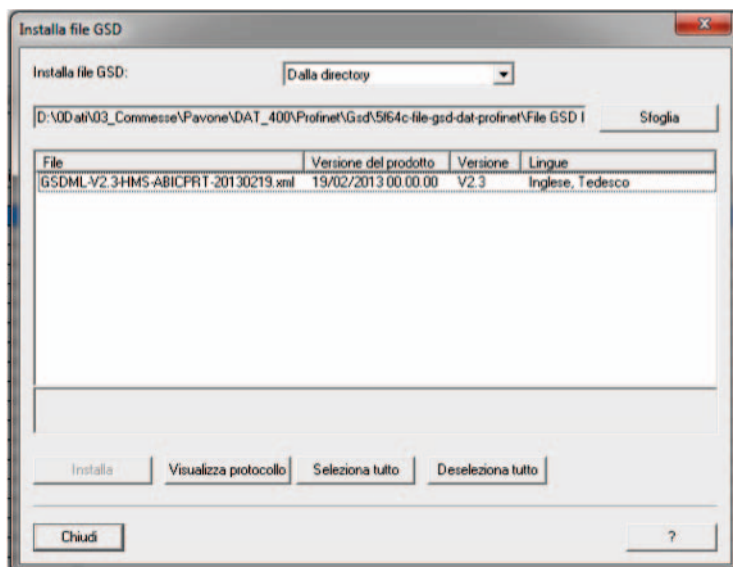 Installa file GSD
Installa file GSD: Dalla directory
D:\0Dati\03_Commesse\Pavone\DAT_400\Profinet\Gsd\5f64c-file-gsd-dat-profinet\File GSD I Sfoglia
File Versione del prodotto Versione Lingue
GSDML-V2.3-HMS-ABICPRT-20130219.xml 19/02/2013 00.00.00 V2.3 Inglese, Tedesco
Installa Visualizza protocollo Seleziona tutto Deseleziona tutto
Chiudi ?